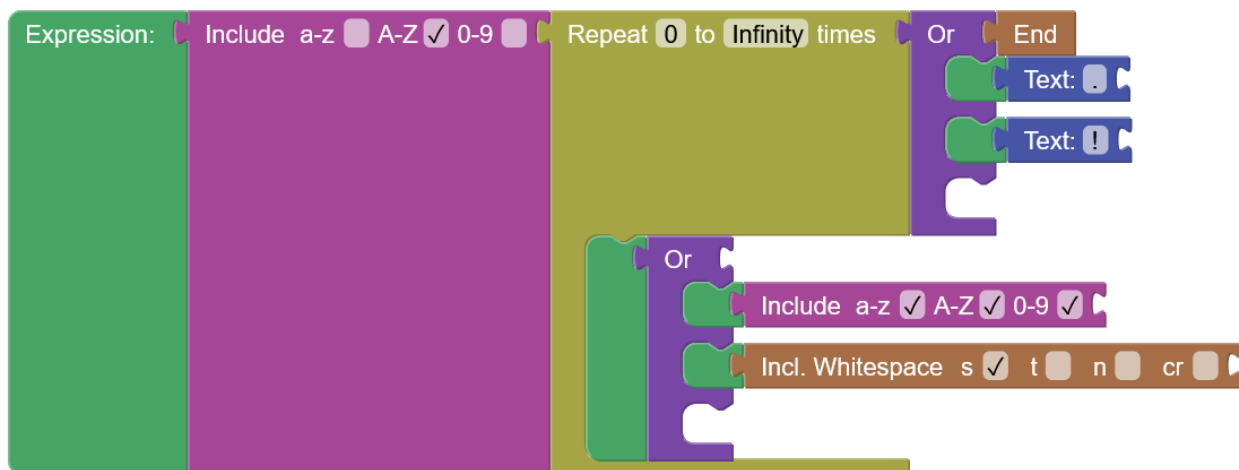 Expression: Include a-z A-Z ✓ 0-9 Repeat 0 to Infinity times Or End
Text: .
Text: !
Or
Include a-z ✓ A-Z ✓ 0-9 ✓
Incl. Whitespace s ✓ t n cr